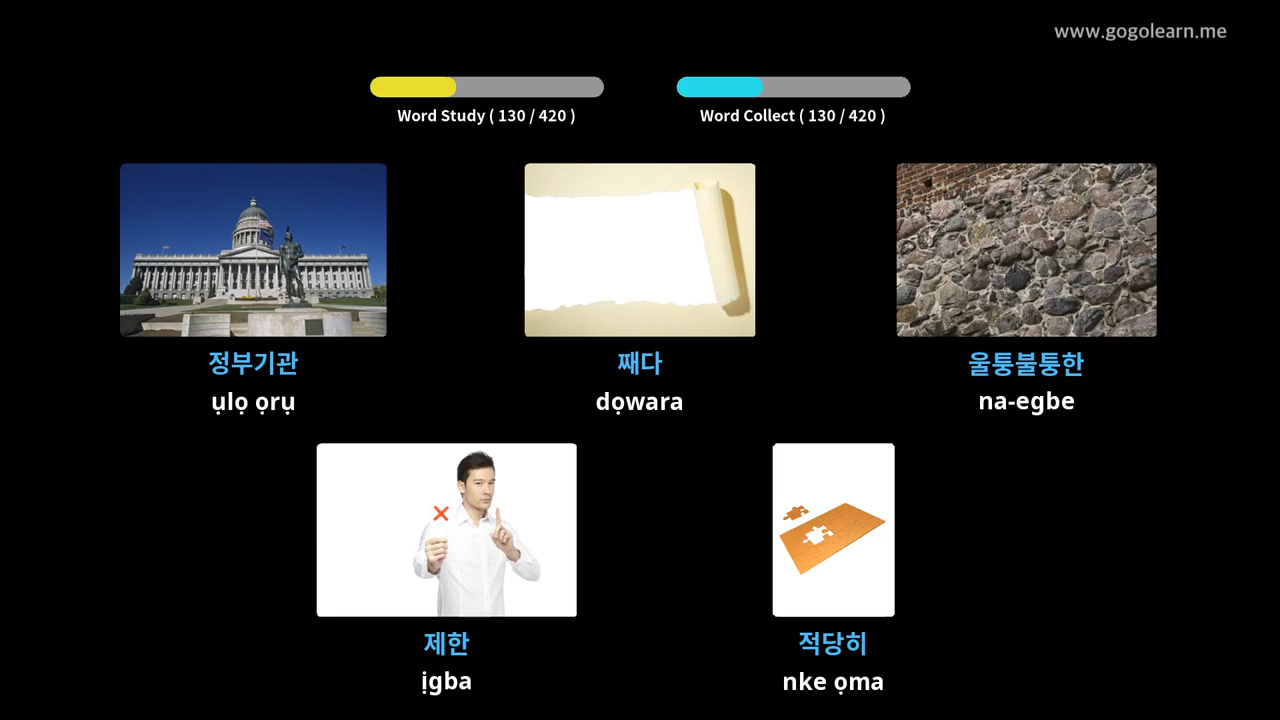 www.gogolearn.me
Word Study ( 130 / 420 )
Word Collect ( 130 / 420 )
정부기관
ụlọ ọrụ
째다
dọwara
울퉁불퉁한
na-egbe
제한
ịgba
적당히
nke ọma